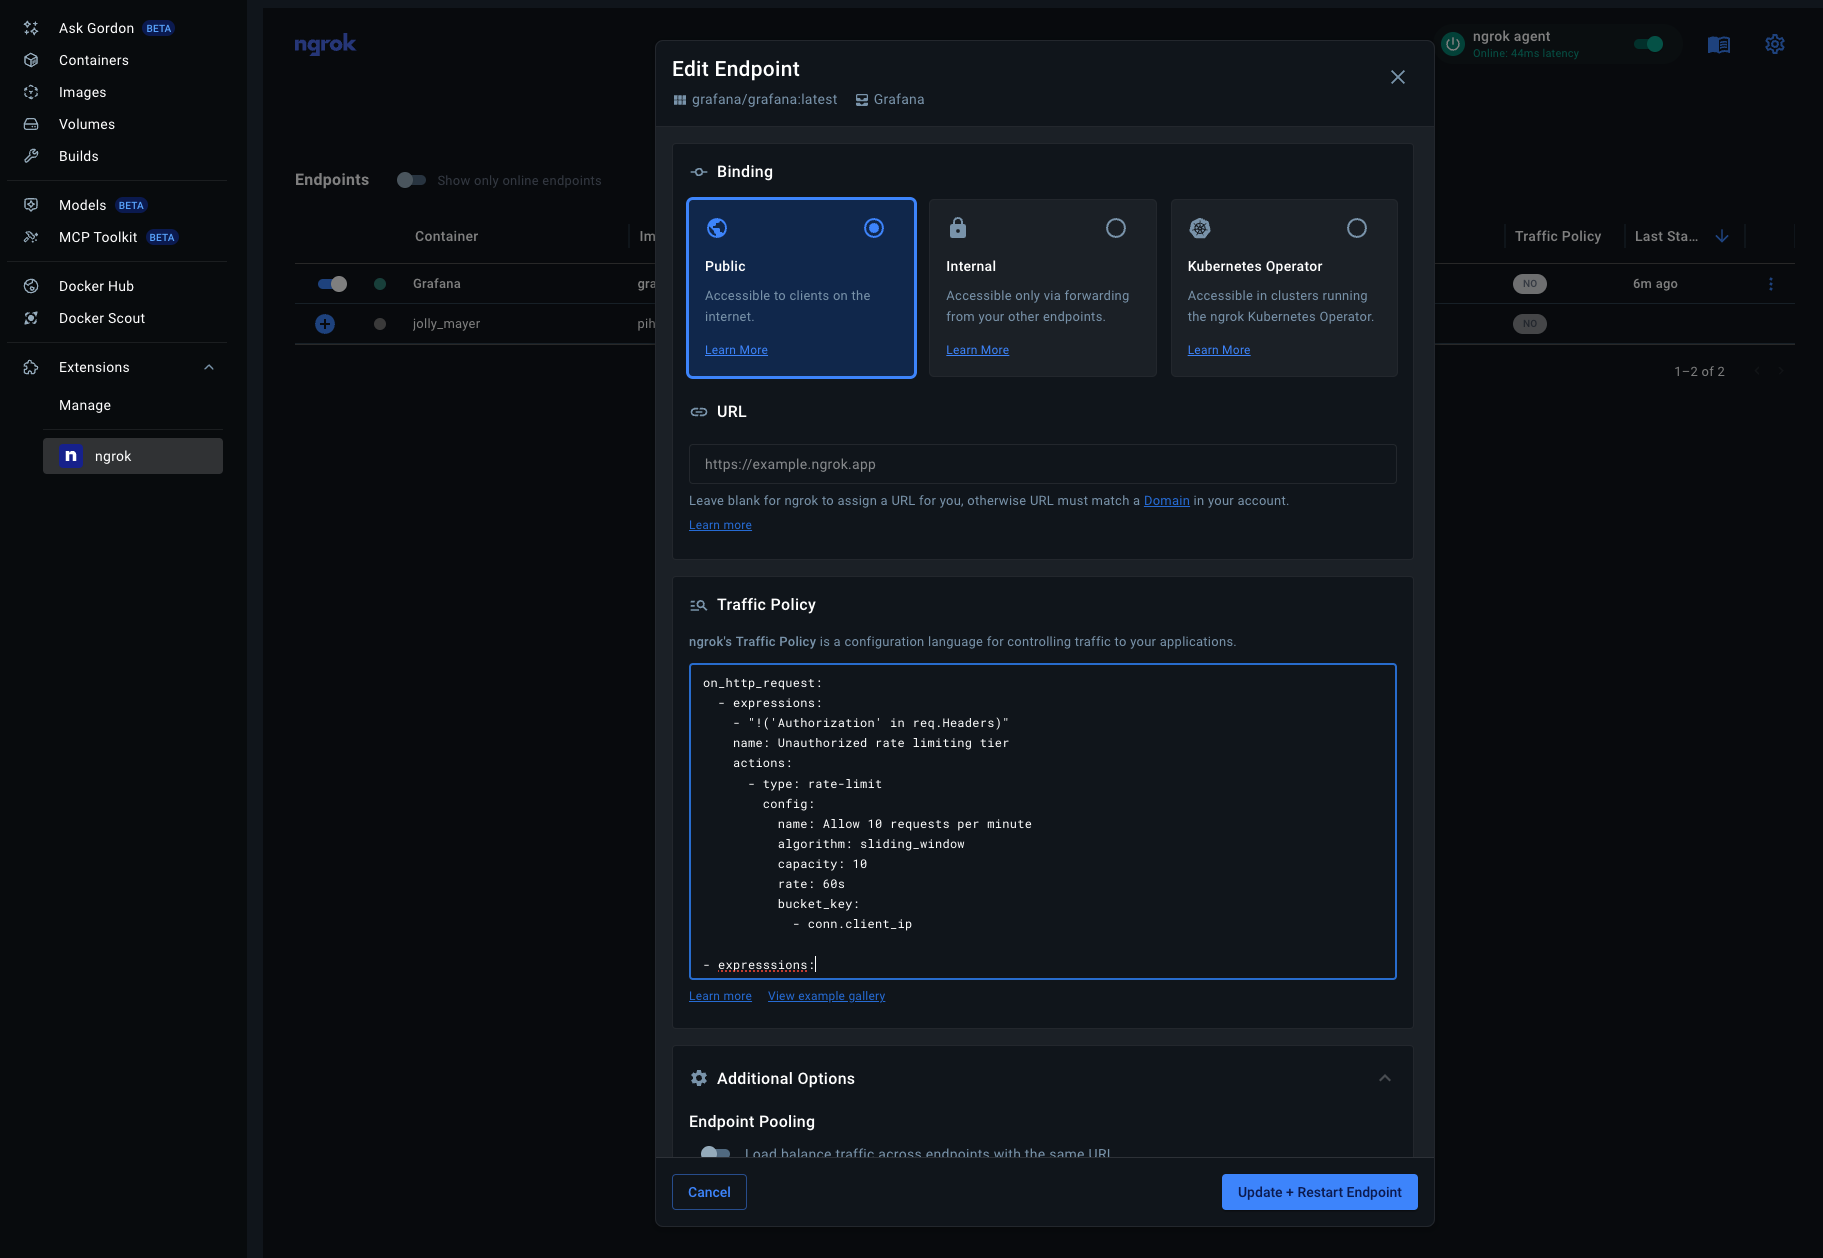 Ask Gordon BETA
Containers
Images
Volumes
Builds
Models BETA
MCP Toolkit BETA
Docker Hub
Docker Scout
Extensions
Manage
n ngrok
ngrok
ngrok agent
Online: 44ms latency
Endpoints Show only online endpoints
Container Im Traffic Policy Last Sta...
Grafana gra NO 6m ago
jolly_mayer pih NO
1–2 of 2
Edit Endpoint
grafana/grafana:latest Grafana
Binding
Public
Accessible to clients on the
internet.
Learn More
Internal
Accessible only via forwarding
from your other endpoints.
Learn More
Kubernetes Operator
Accessible in clusters running
the ngrok Kubernetes Operator.
Learn More
URL
https://example.ngrok.app
Leave blank for ngrok to assign a URL for you, otherwise URL must match a Domain in your account.
Learn more
Traffic Policy
ngrok's Traffic Policy is a configuration language for controlling traffic to your applications.
on_http_request:
  - expressions:
    - "!('Authorization' in req.Headers)"
    name: Unauthorized rate limiting tier
    actions:
      - type: rate-limit
        config:
          name: Allow 10 requests per minute
          algorithm: sliding_window
          capacity: 10
          rate: 60s
          bucket_key:
            - conn.client_ip
- expresssions:
Learn more View example gallery
Additional Options
Endpoint Pooling
Load balance traffic across endpoints with the same URL
Cancel Update + Restart Endpoint